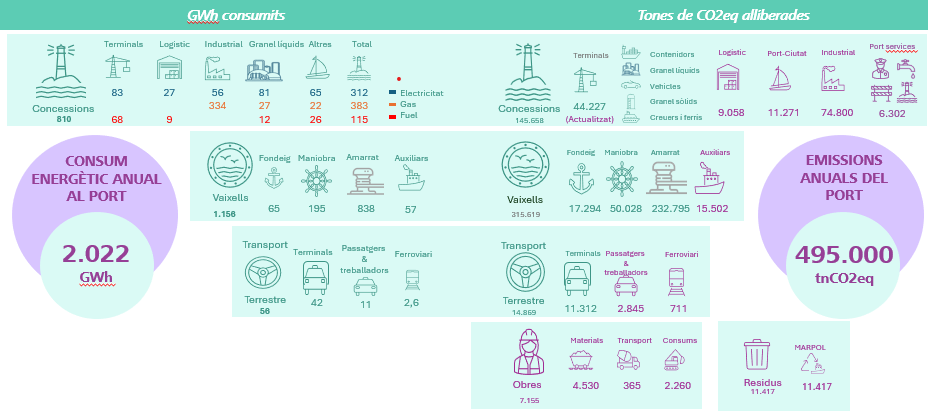 GWh consumits
Tones de CO2eq alliberades
Terminals
Logistic
Industrial
Granel líquids
Altres
Total
83
27
56
81
65
312
Electricitat
334
27
22
383
Gas
68
9
12
26
115
Fuel
Concessions
810
Terminals
44.227
(Actualitzat)
Contenidors
Granel líquids
Vehicles
Granel sòlids
Creuers i ferris
Logistic
Port-Ciutat
Industrial
Port services
9.058
11.271
74.800
6.302
Concessions
145.658
CONSUM
ENERGÈTIC ANUAL
AL PORT
2.022
GWh
Fondeig
Maniobra
Amarrat
Auxiliars
65
195
838
57
Vaixells
1.156
Fondeig
Maniobra
Amarrat
Auxiliars
17.294
50.028
232.795
15.502
Vaixells
315.619
EMISSIONS
ANUALS DEL
PORT
495.000
tnCO2eq
Transport
Terrestre
56
Terminals
Passatgers
&
treballadors
Ferroviari
42
11
2,6
Transport
Terrestre
14.869
Terminals
Passatgers
&
treballadors
Ferroviari
11.312
2.845
711
Obres
7.155
Materials
Transport
Consums
4.530
365
2.260
Residus
11.417
MARPOL
11.417